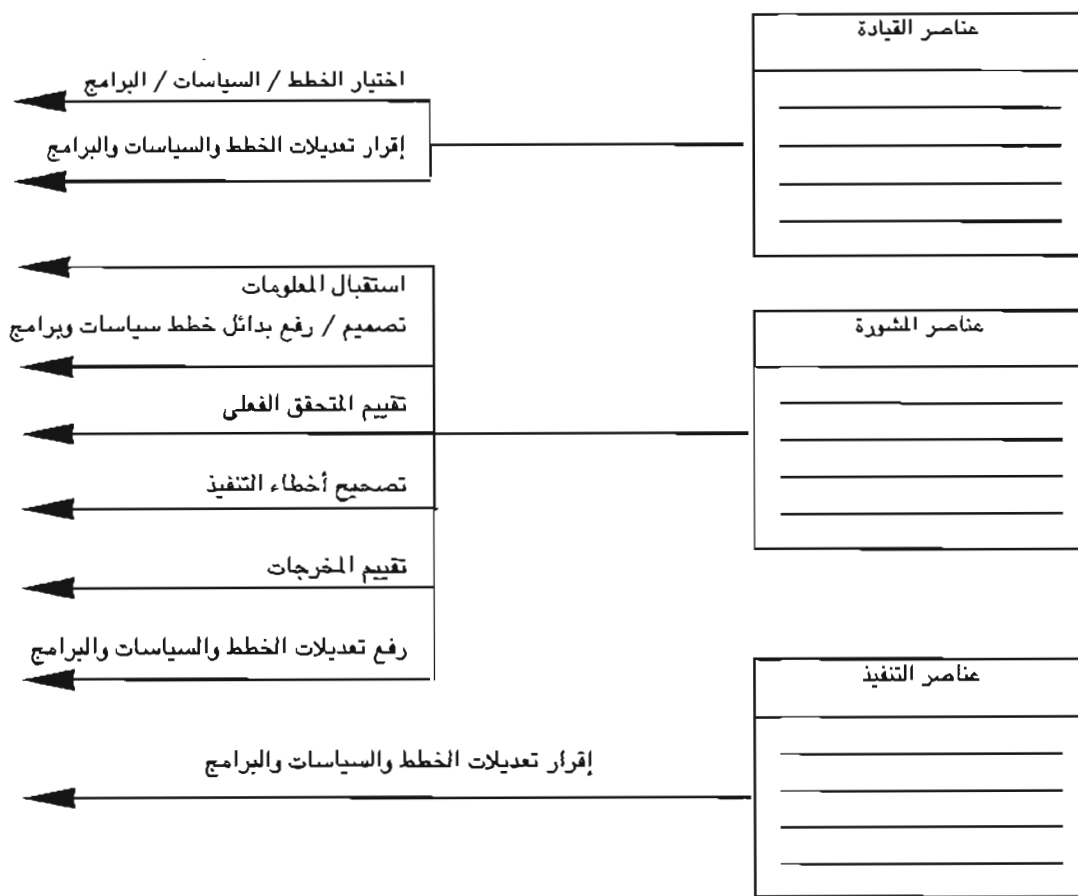 عناصر القيادة
اختيار الخطط / السياسات / البرامج
إقرار تعديلات الخطط والسياسات والبرامج
عناصر المشورة
استقبال المعلومات
تصميم / رفع بدائل خطط سياسات وبرامج
تقييم المتحقق الفعلى
تصحيح أخطاء التنفيذ
تقييم المخرجات
رفع تعديلات الخطط والسياسات والبرامج
عناصر التنفيذ
إقرار تعديلات الخطط والسياسات والبرامج